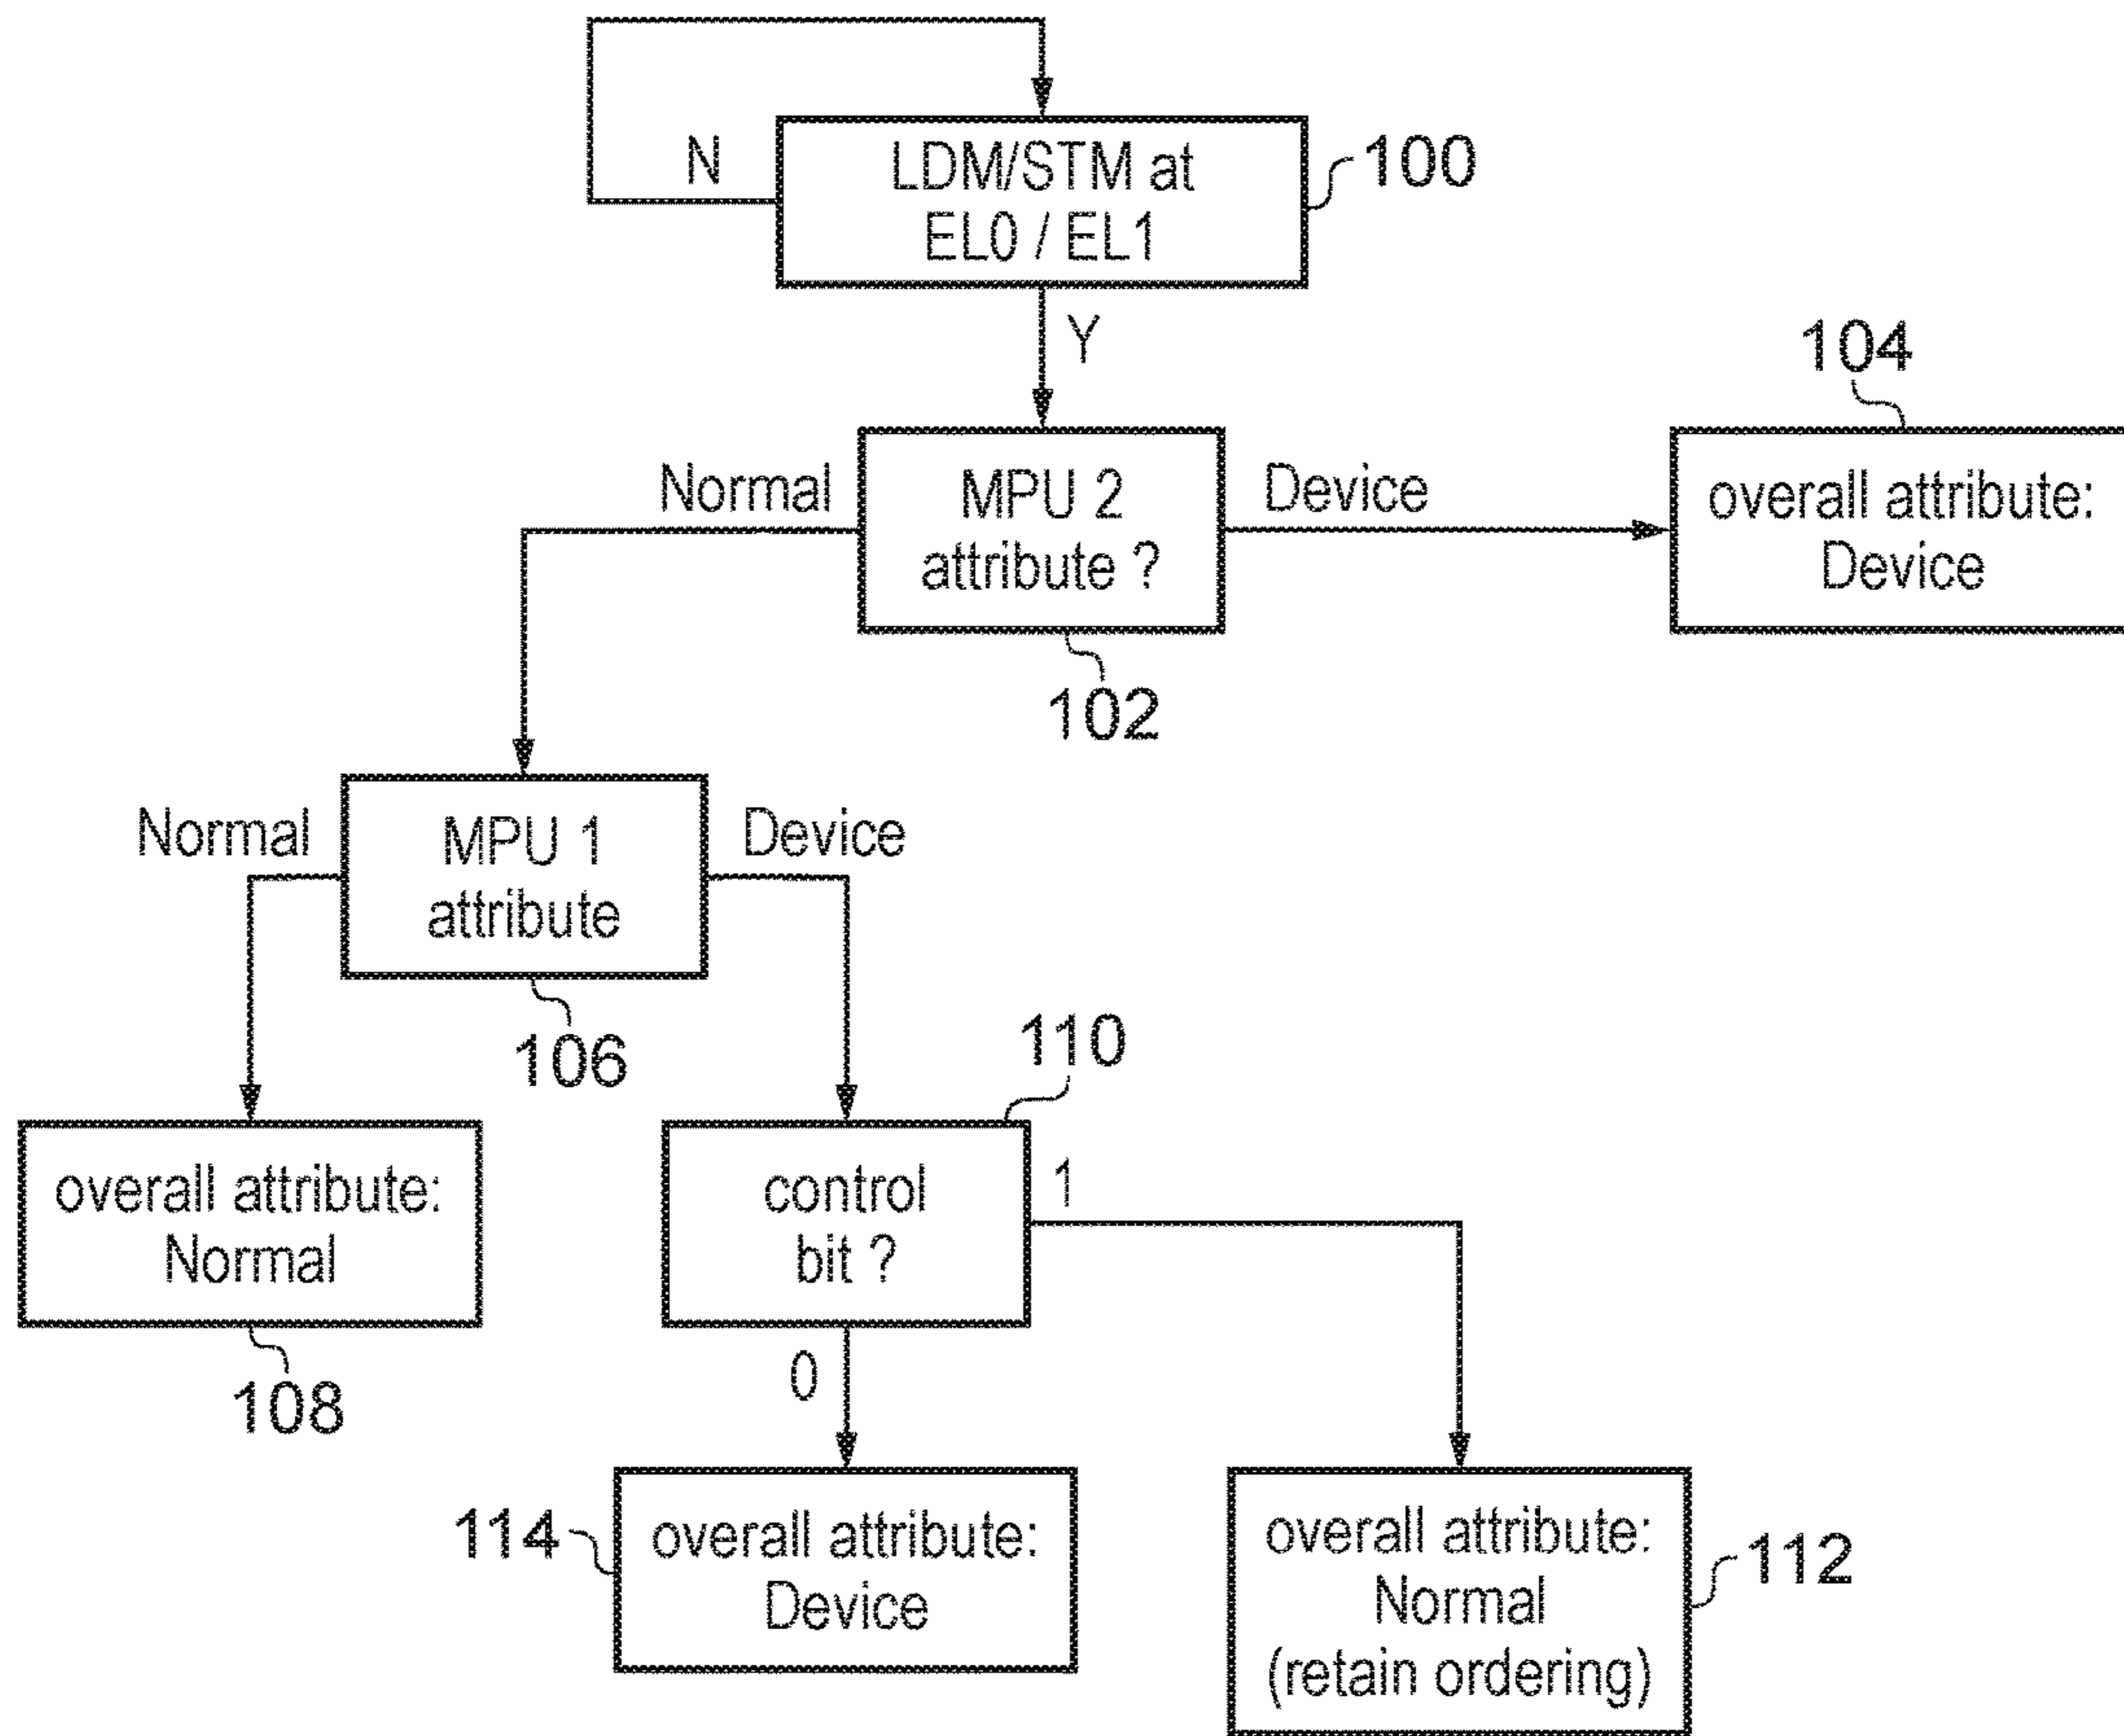 N
LDM/STM at
EL0 / EL1
100
Y
104
Normal
MPU 2
attribute ?
Device
overall attribute:
Device
102
Normal
MPU 1
attribute
Device
106
110
overall attribute:
Normal
control
bit ?
1
108
0
114
overall attribute:
Device
overall attribute:
Normal
(retain ordering)
112